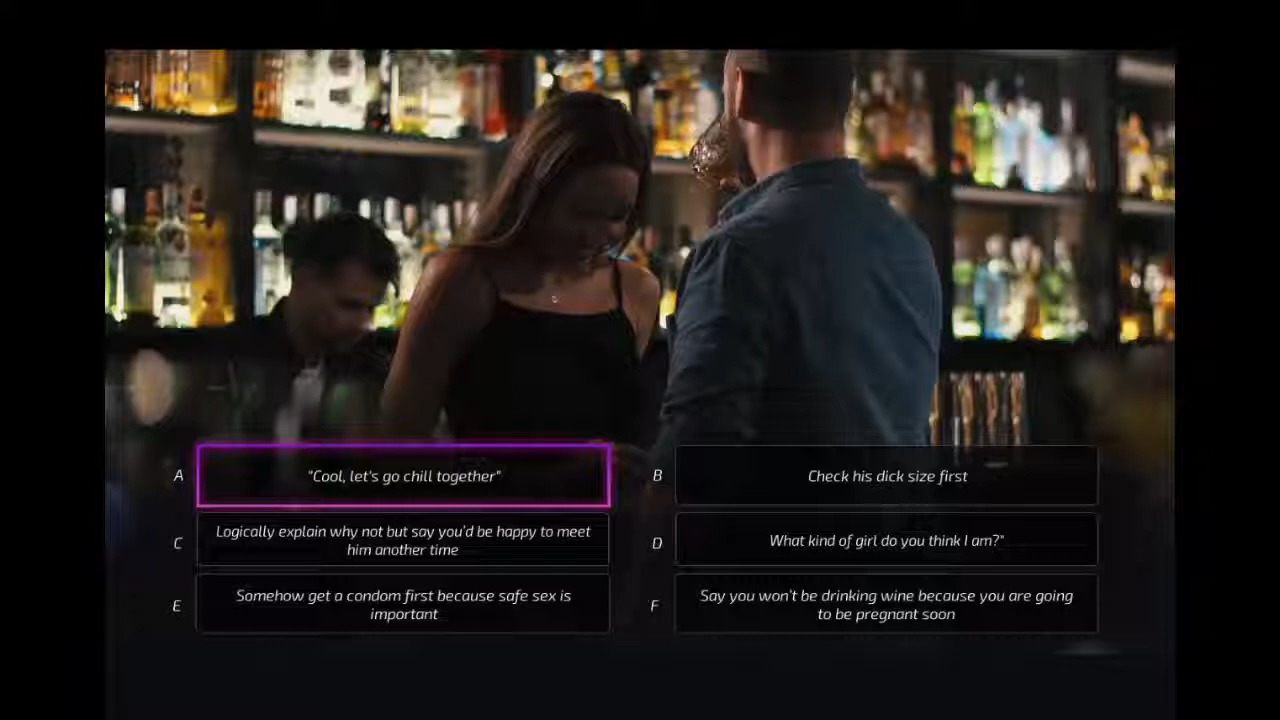 A
"Cool, let's go chill together"
B
Check his dick size first
C
Logically explain why not but say you'd be happy to meet
him another time
D
What kind of girl do you think I am?"
E
Somehow get a condom first because safe sex is
important
F
Say you won't be drinking wine because you are going
to be pregnant soon